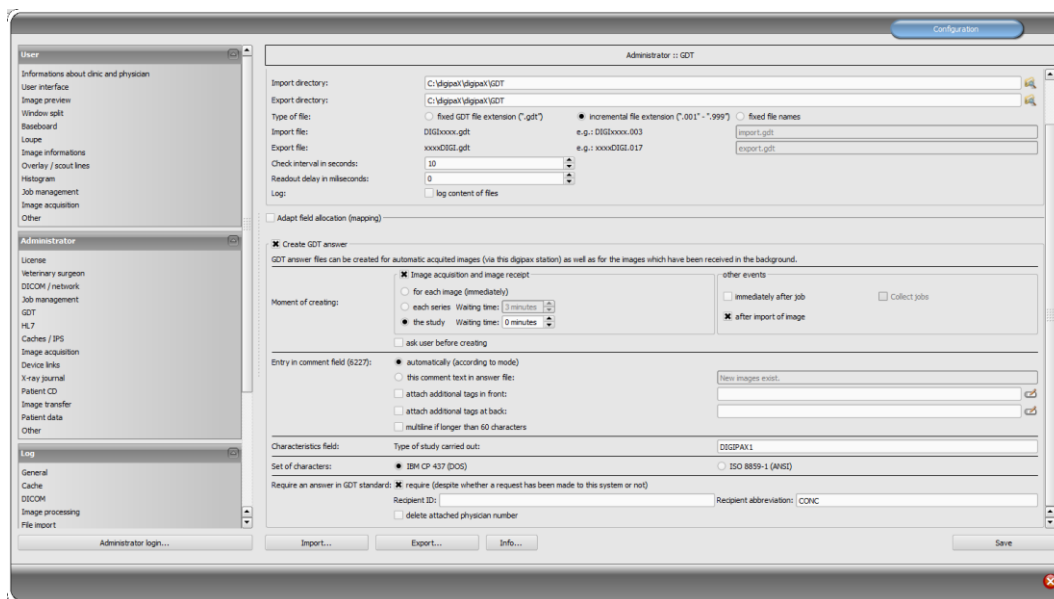 Configuration
User
Informations about clinic and physician
User interface
Image preview
Window split
Baseboard
Loupe
Image informations
Overlay / scout lines
Histogram
Job management
Image acquisition
Other
Administrator
License
Veterinary surgeon
DICOM / network
Job management
GDT
HL7
Caches / IPS
Image acquisition
Device links
X-ray journal
Patient CD
Image transfer
Patient data
Other
Log
General
Cache
DICOM
Image processing
File import
Administrator login...
Administrator :: GDT
Import directory: C:\digipaX\digipaX\GDT
Export directory: C:\digipaX\digipaX\GDT
Type of file: fixed GDT file extension (".gdt") incremental file extension (".001" - ".999") fixed file names
Import file: DIGIxxxx.gdt e.g.: DIGIxxxx.003 import.gdt
Export file: xxxxDIGI.gdt e.g.: xxxxDIGI.017 export.gdt
Check interval in seconds: 10
Readout delay in miliseconds: 0
Log: log content of files
Adapt field allocation (mapping)
Create GDT answer
GDT answer files can be created for automatic acquited images (via this digipax station) as well as for the images which have been received in the background.
Image acquisition and image receipt other events
for each image (immediately) immediately after job Collect jobs
Moment of creating: each series Waiting time: 3 minutes
the study Waiting time: 0 minutes after import of image
ask user before creating
Entry in comment field (6227): automatically (according to mode)
this comment text in answer file: New images exist.
attach additional tags in front:
attach additional tags at back:
multiline if longer than 60 characters
Characteristics field: Type of study carried out: DIGIPAX1
Set of characters: IBM CP 437 (DOS) ISO 8859-1 (ANSI)
Require an answer in GDT standard: require (despite whether a request has been made to this system or not)
Recipient ID: Recipient abbreviation: CONC
delete attached physician number
Import... Export... Info... Save